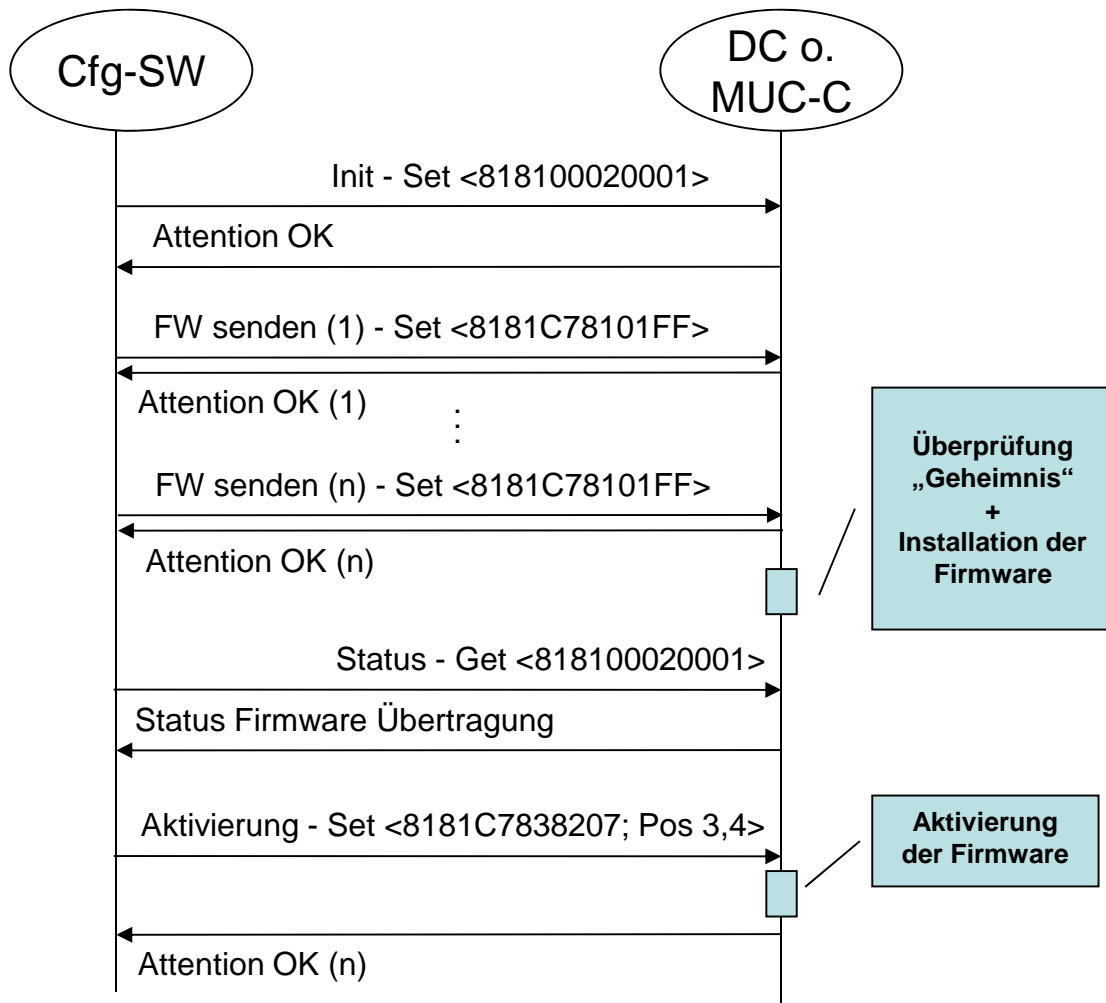 Cfg-SW
DC o.
MUC-C
Init - Set <818100020001>
Attention OK
FW senden (1) - Set <8181C78101FF>
Attention OK (1)
⋮
FW senden (n) - Set <8181C78101FF>
Attention OK (n)
Überprüfung
„Geheimnis“
+
Installation der
Firmware
Status - Get <818100020001>
Status Firmware Übertragung
Aktivierung - Set <8181C7838207; Pos 3,4>
Aktivierung
der Firmware
Attention OK (n)